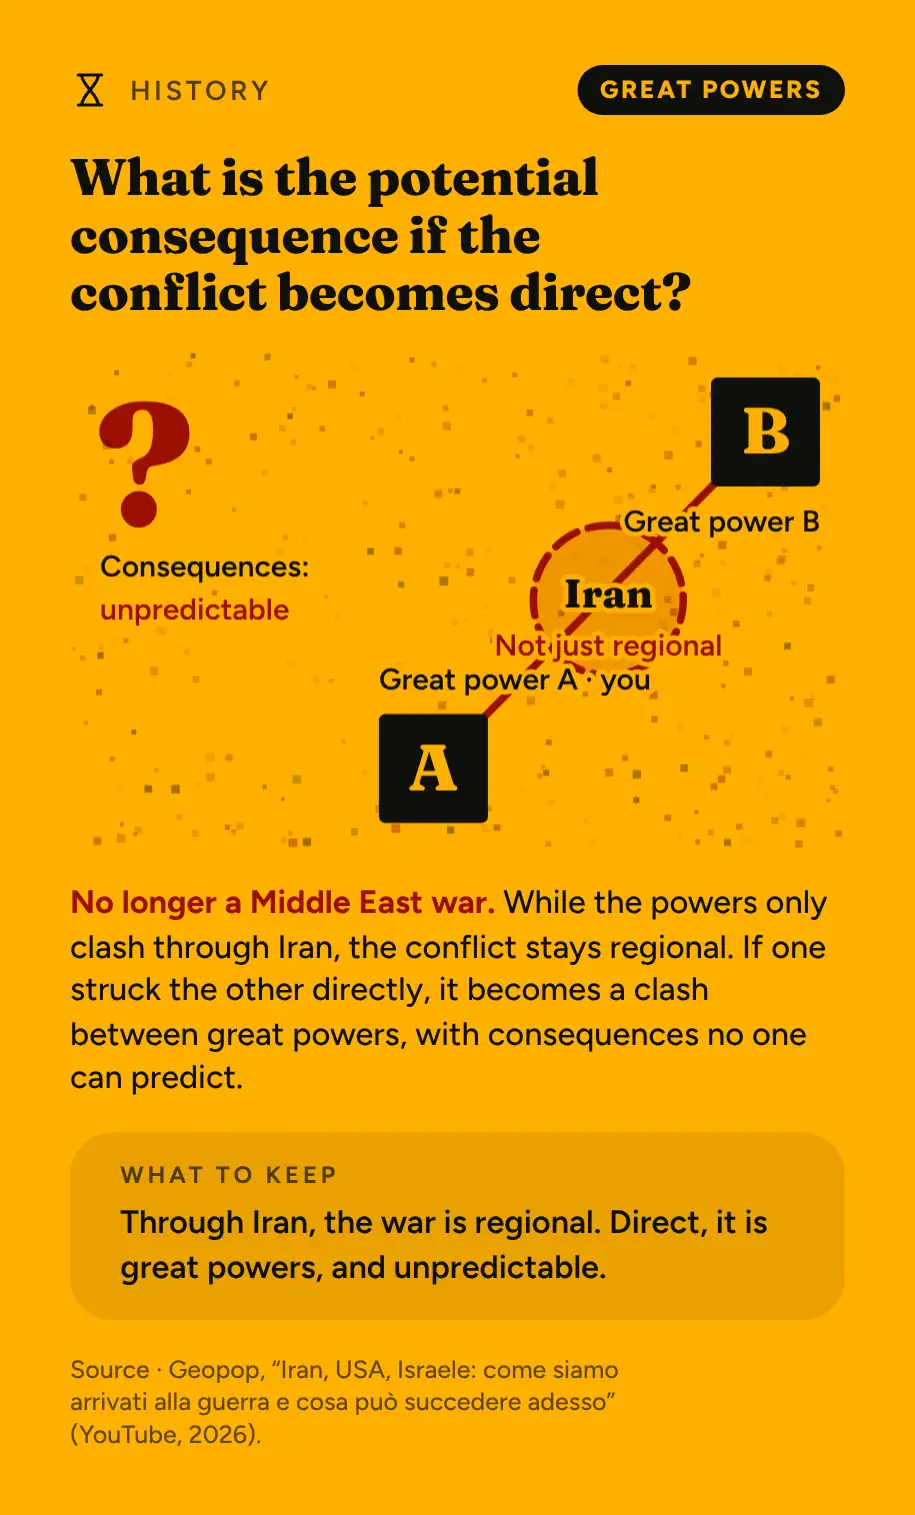 HISTORY
GREAT POWERS
What is the potential
consequence if the
conflict becomes direct?
?
Consequences:
unpredictable
B
Great power B
Iran
Not just regional
Great power A · you
A
No longer a Middle East war. While the powers only
clash through Iran, the conflict stays regional. If one
struck the other directly, it becomes a clash
between great powers, with consequences no one
can predict.
WHAT TO KEEP
Through Iran, the war is regional. Direct, it is
great powers, and unpredictable.
Source · Geopop, “Iran, USA, Israele: come siamo
arrivati alla guerra e cosa può succedere adesso”
(YouTube, 2026).